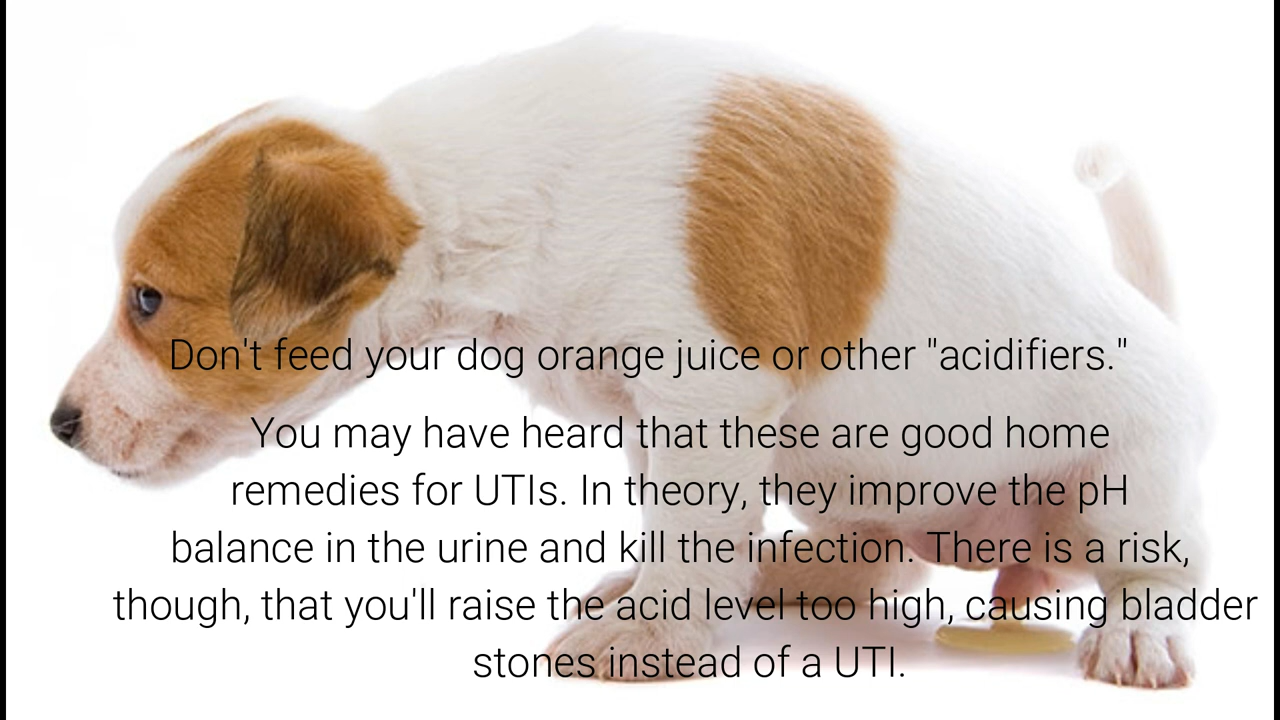 Don't feed your dog orange juice or other "acidifiers."
You may have heard that these are good home
remedies for UTIs. In theory, they improve the pH
balance in the urine and kill the infection. There is a risk,
though, that you'll raise the acid level too high, causing bladder
stones instead of a UTI.